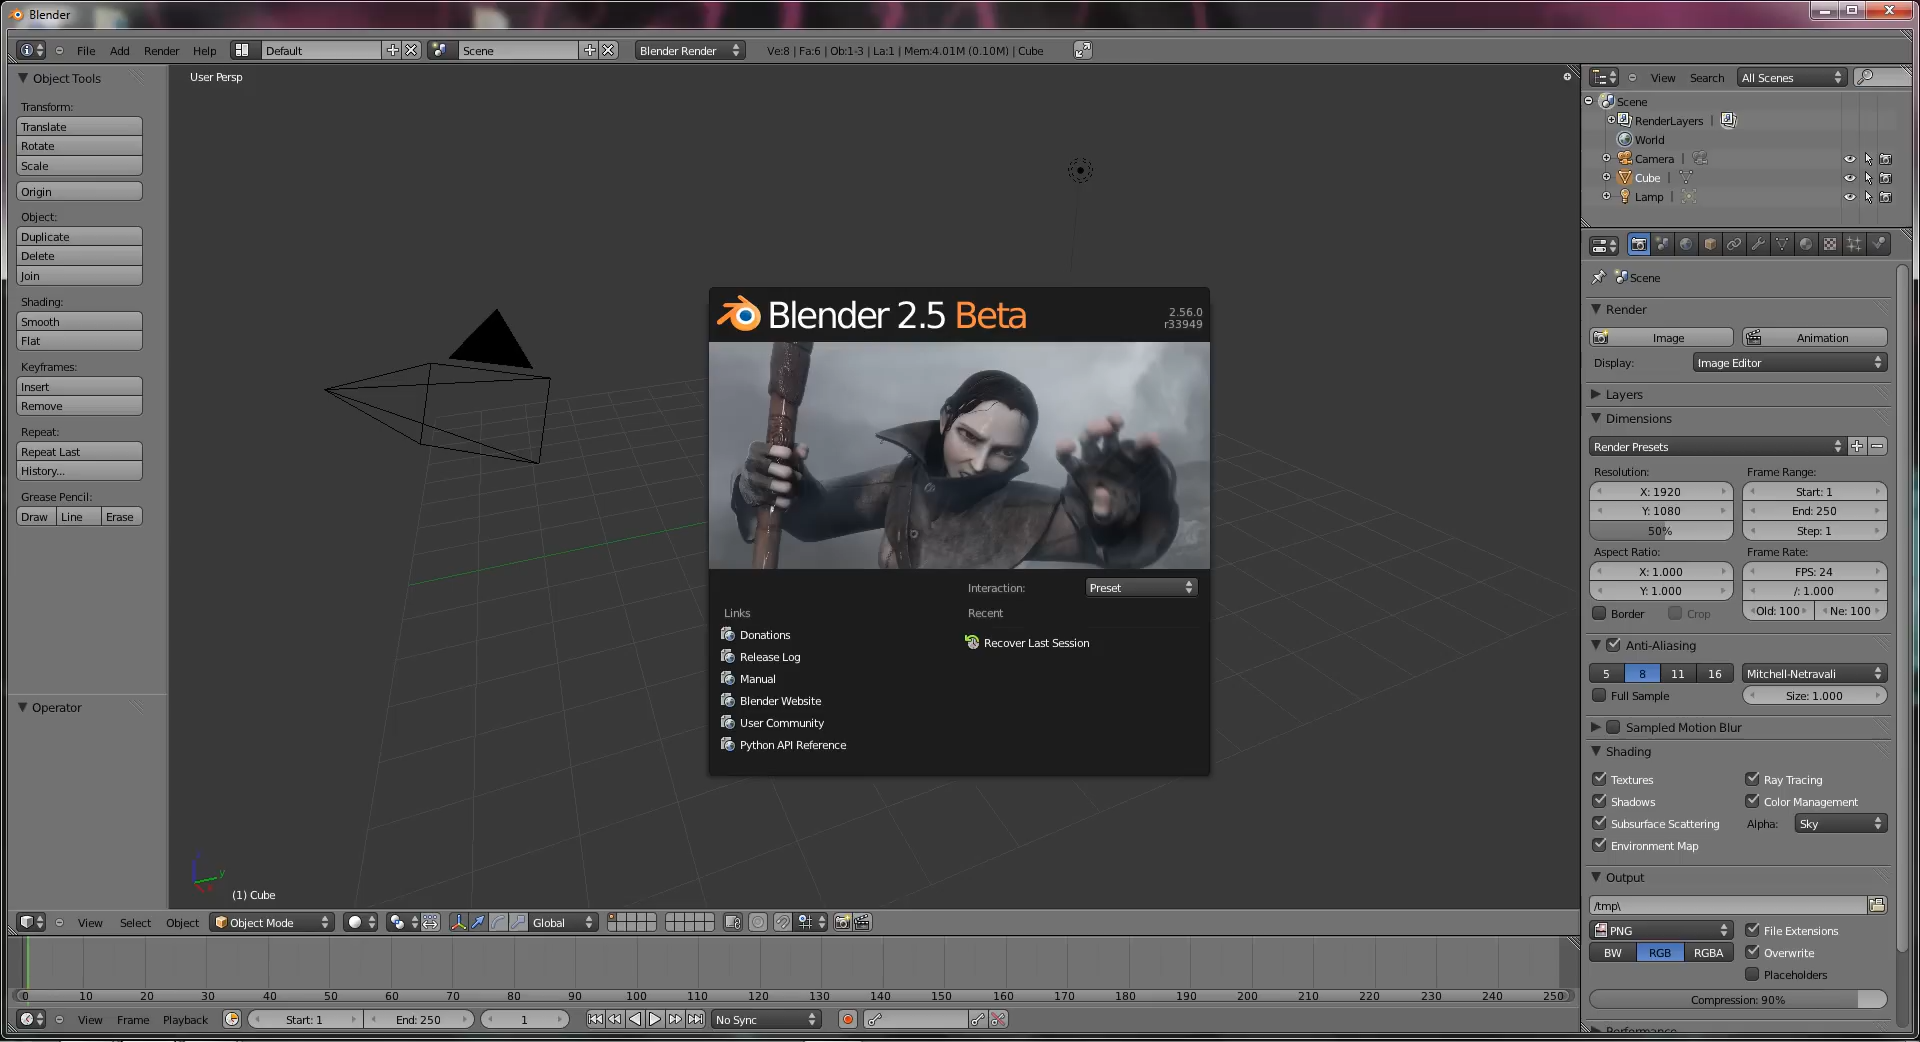 Blender
File Add Render Help Default Scene Blender Render Ve:8 | Fa:6 | Ob:1-3 | La:1 | Mem:4.01M (0.10M) | Cube
Object Tools
Transform:
Translate
Rotate
Scale
Origin
Object:
Duplicate
Delete
Join
Shading:
Smooth
Flat
Keyframes:
Insert
Remove
Repeat:
Repeat Last
History...
Grease Pencil:
Draw Line Erase
Operator
User Persp
Blender 2.5 Beta
2.56.0
r33949
Interaction: Preset
Links
Donations
Release Log
Manual
Blender Website
User Community
Python API Reference
Recent
Recover Last Session
y
(1) Cube
View Select Object Object Mode Global
0 10 20 30 40 50 60 70 80 90 100 110 120 130 140 150 160 170 180 190 200 210 220 230 240 250
View Frame Playback Start: 1 End: 250 1 No Sync
View Search All Scenes
Scene
RenderLayers |
World
Camera |
Cube |
Lamp |
Scene
Render
Image Animation
Display: Image Editor
Layers
Dimensions
Render Presets
Resolution: Frame Range:
X: 1920 Start: 1
Y: 1080 End: 250
50% Step: 1
Aspect Ratio: Frame Rate:
X: 1.000 FPS: 24
Y: 1.000 /: 1.000
Border Crop Old: 100 Ne: 100
Anti-Aliasing
5 8 11 16 Mitchell-Netravali
Full Sample Size: 1.000
Sampled Motion Blur
Shading
Textures Ray Tracing
Shadows Color Management
Subsurface Scattering Alpha: Sky
Environment Map
Output
/tmp\
PNG File Extensions
BW RGB RGBA Overwrite
Placeholders
Compression: 90%
Performance